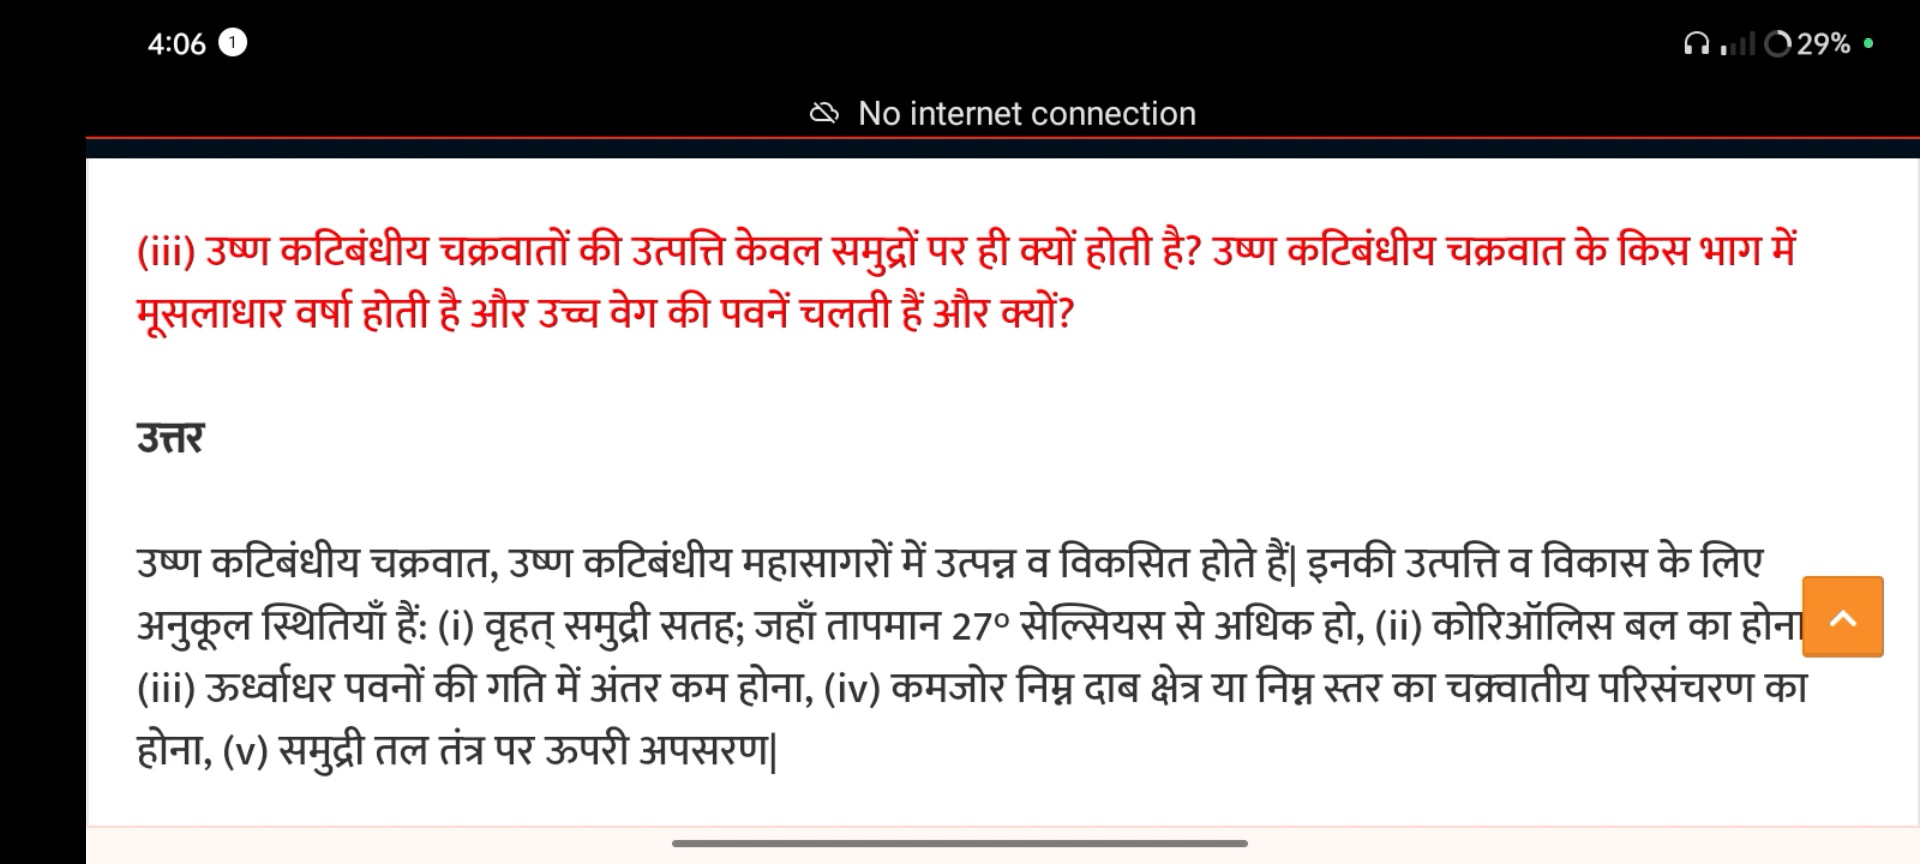 4:06 1
29%
No internet connection
(iii) उष्ण कटिबंधीय चक्रवातों की उत्पत्ति केवल समुद्रों पर ही क्यों होती है? उष्ण कटिबंधीय चक्रवात के किस भाग में
मूसलाधार वर्षा होती है और उच्च वेग की पवनें चलती हैं और क्यों?
उत्तर
उष्ण कटिबंधीय चक्रवात, उष्ण कटिबंधीय महासागरों में उत्पन्न व विकसित होते हैं| इनकी उत्पत्ति व विकास के लिए
अनुकूल स्थितियाँ हैं: (i) वृहत् समुद्री सतह; जहाँ तापमान 27º सेल्सियस से अधिक हो, (ii) कोरिऑलिस बल का होना
(iii) ऊर्ध्वाधर पवनों की गति में अंतर कम होना, (iv) कमजोर निम्न दाब क्षेत्र या निम्न स्तर का चक्र्वातीय परिसंचरण का
होना, (v) समुद्री तल तंत्र पर ऊपरी अपसरण|